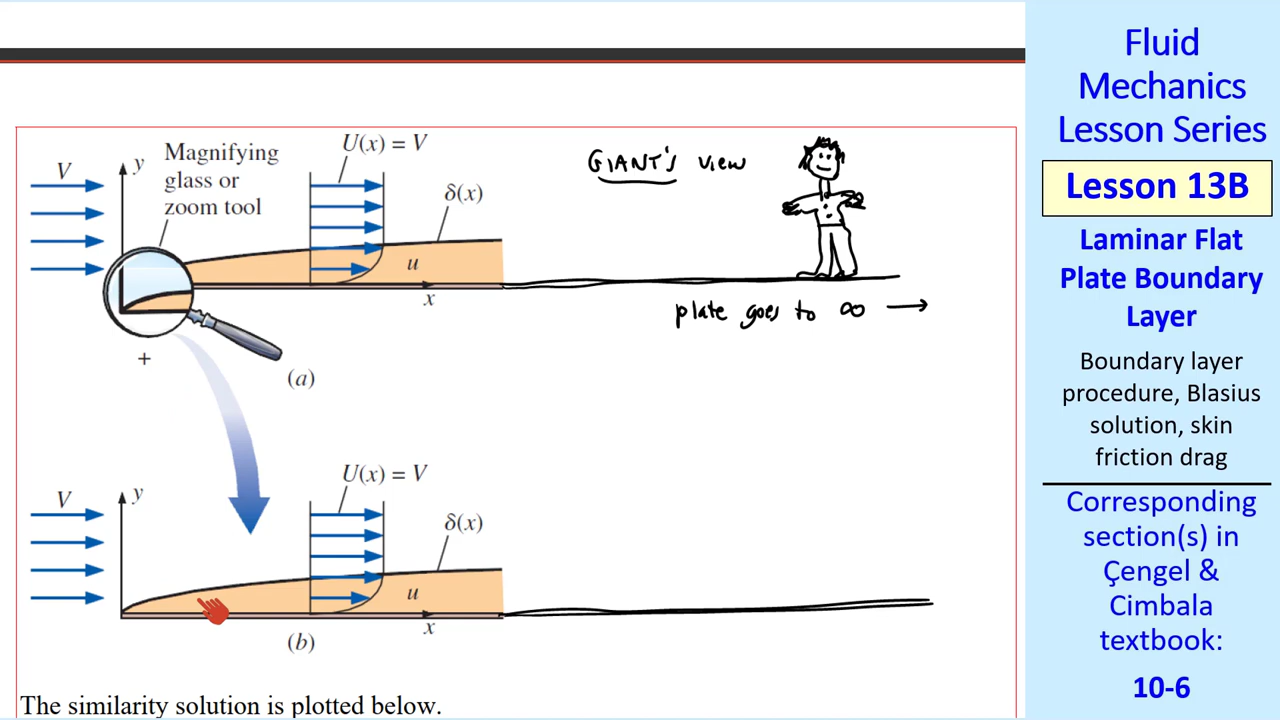 V
y
Magnifying
glass or
zoom tool
U(x) = V
δ(x)
u
x
+
(a)
GIANT'S view
plate goes to ∞ →
V
y
U(x) = V
δ(x)
u
x
(b)
The similarity solution is plotted below.
Fluid
Mechanics
Lesson Series
Lesson 13B
Laminar Flat
Plate Boundary
Layer
Boundary layer
procedure, Blasius
solution, skin
friction drag
Corresponding
section(s) in
Çengel &
Cimbala
textbook:
10-6